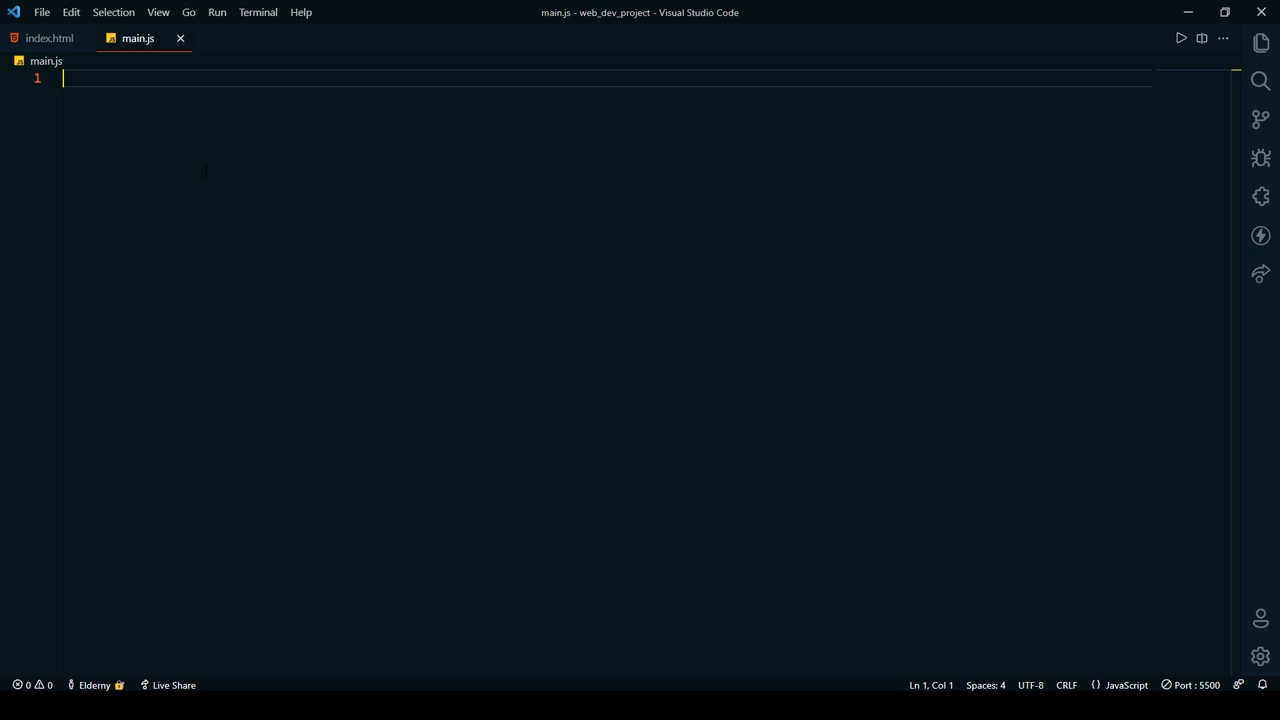 File Edit Selection View Go Run Terminal Help main.js - web_dev_project - Visual Studio Code
index.html main.js
main.js
1
0 0 Elderny Live Share Ln 1, Col 1 Spaces: 4 UTF-8 CRLF {} JavaScript Port : 5500